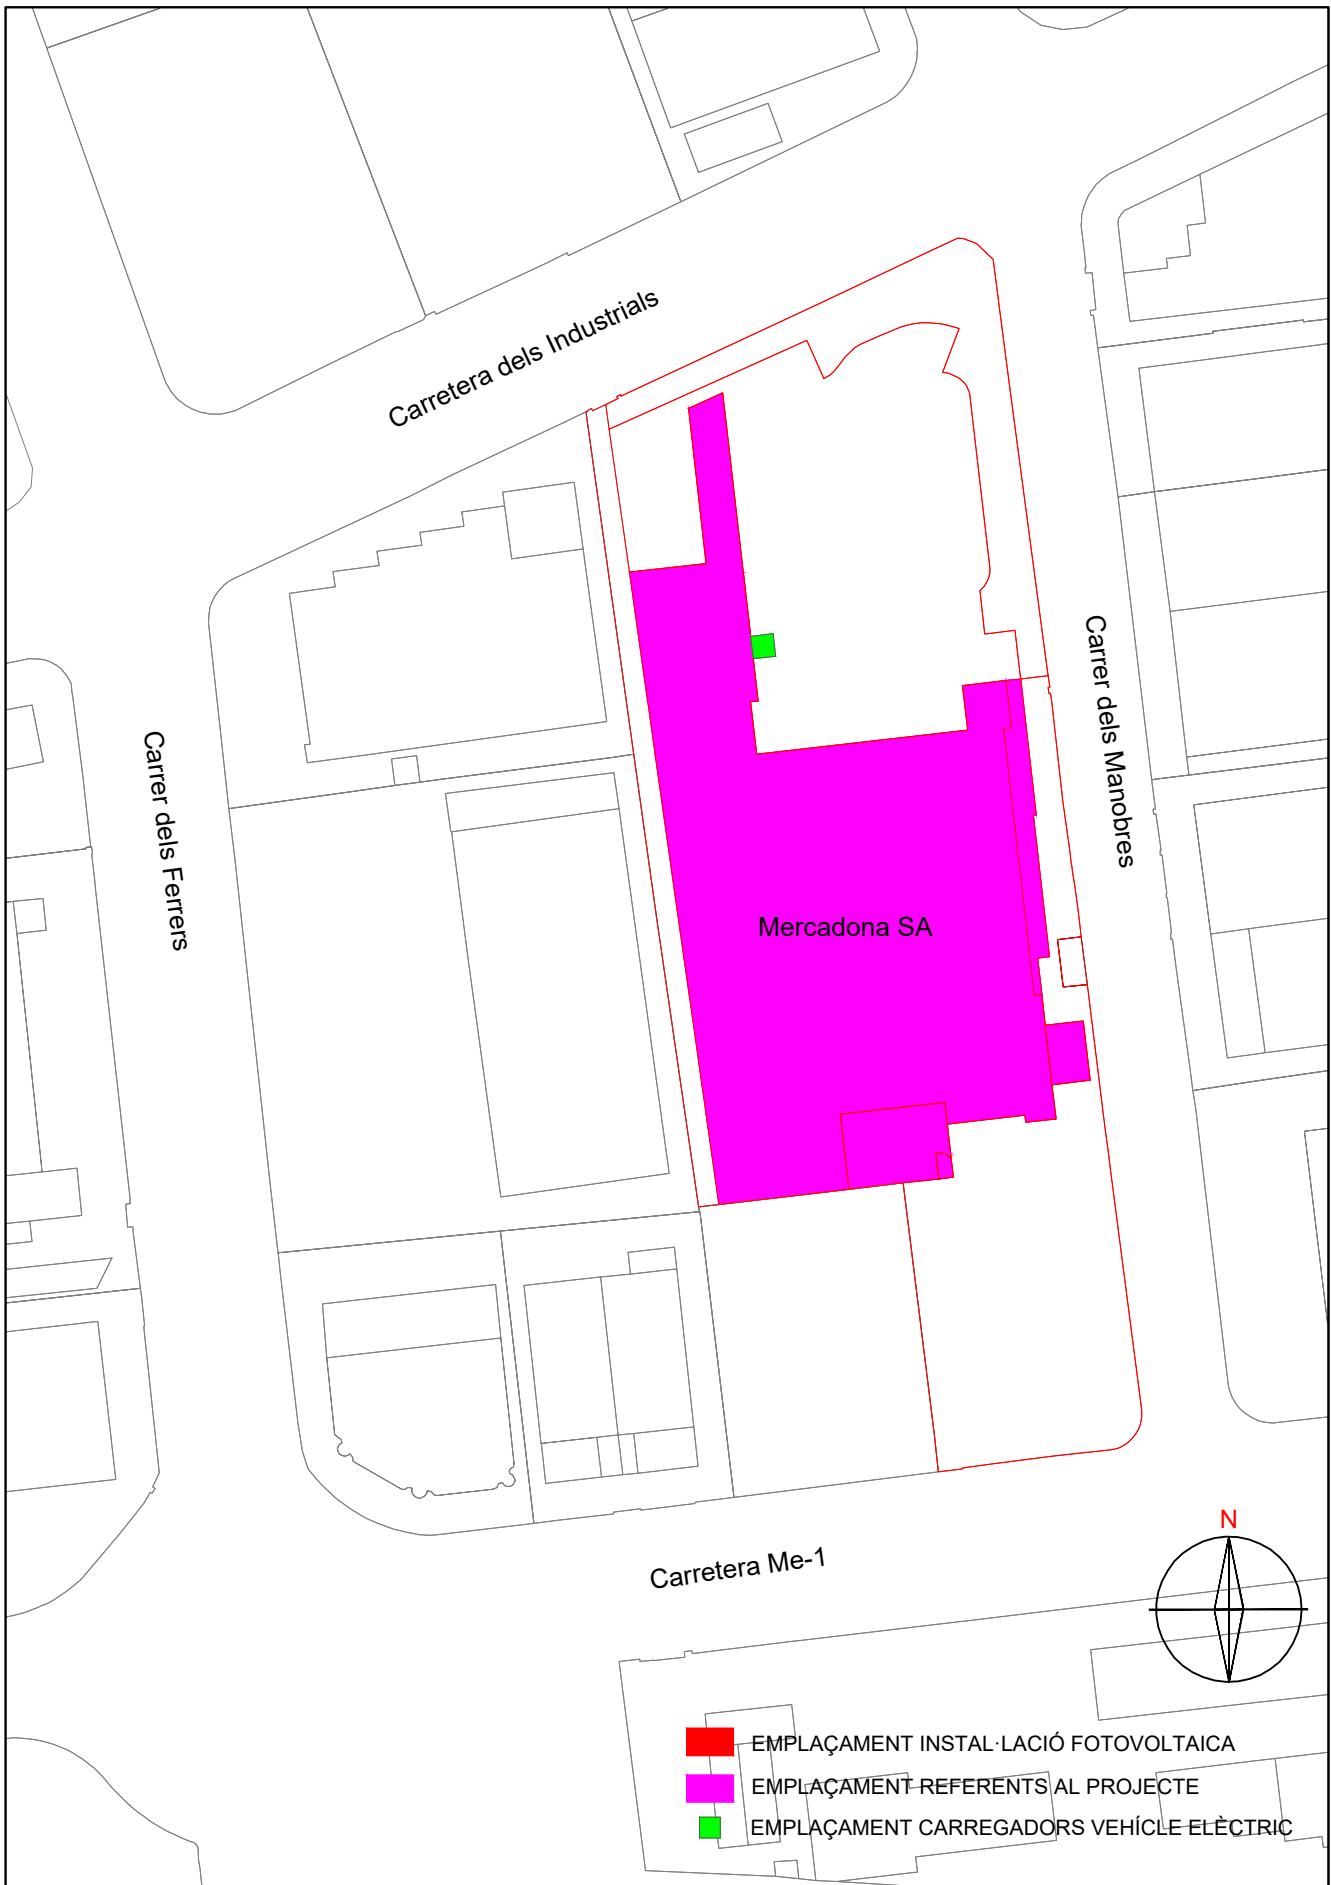 Carretera dels Industrials
Carrer dels Manobres
Carrer dels Ferrers
Mercadona SA
N
Carretera Me-1
EMPLAÇAMENT INSTAL·LACIÓ FOTOVOLTAICA
EMPLAÇAMENT REFERENTS AL PROJECTE
EMPLAÇAMENT CARREGADORS VEHÍCLE ELÈCTRIC